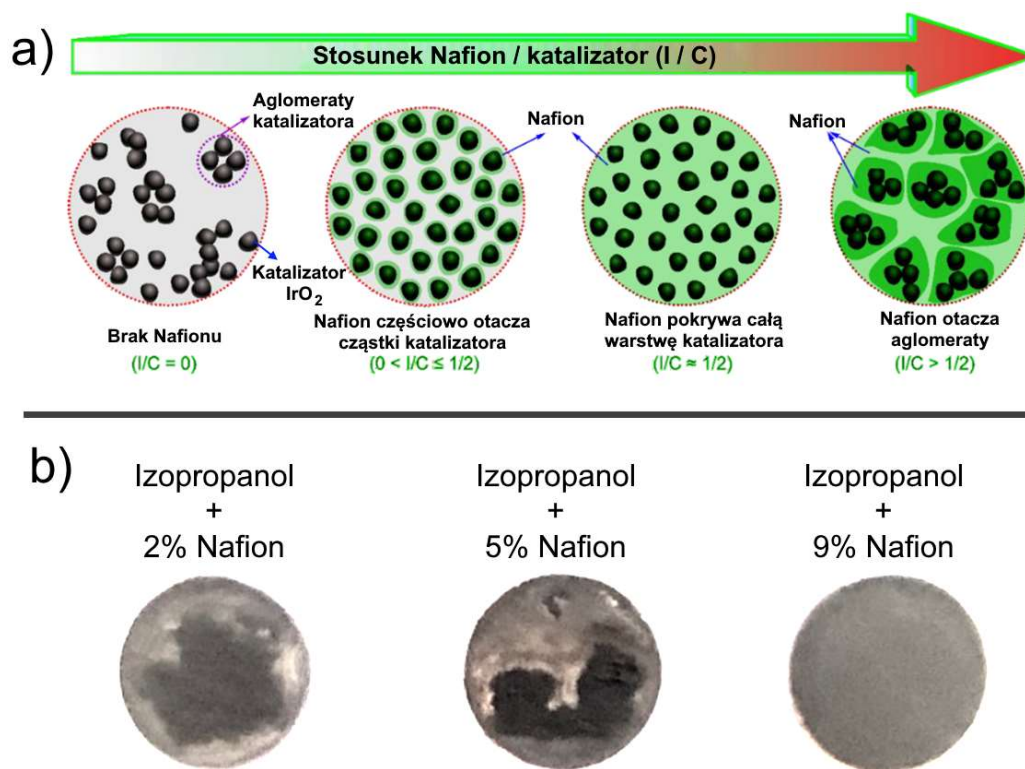 a)
Stosunek Nafion / katalizator (I / C)
Aglomeraty
katalizatora
Nafion
Nafion
Katalizator
IrO₂
Brak Nafionu
(I/C = 0)
Nafion częściowo otacza
cząstki katalizatora
(0 < I/C ≤ 1/2)
Nafion pokrywa całą
warstwę katalizatora
(I/C ≈ 1/2)
Nafion otacza
aglomeraty
(I/C > 1/2)
b)
Izopropanol
+
2% Nafion
Izopropanol
+
5% Nafion
Izopropanol
+
9% Nafion